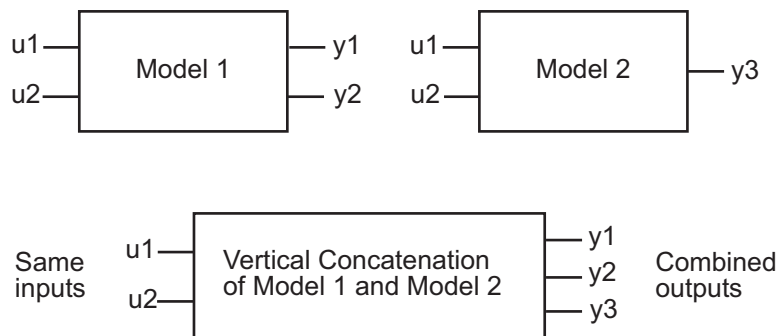 u1
u2
Model 1
y1
y2
u1
u2
Model 2
y3
Same
inputs
u1
u2
Vertical Concatenation
of Model 1 and Model 2
y1
y2
y3
Combined
outputs